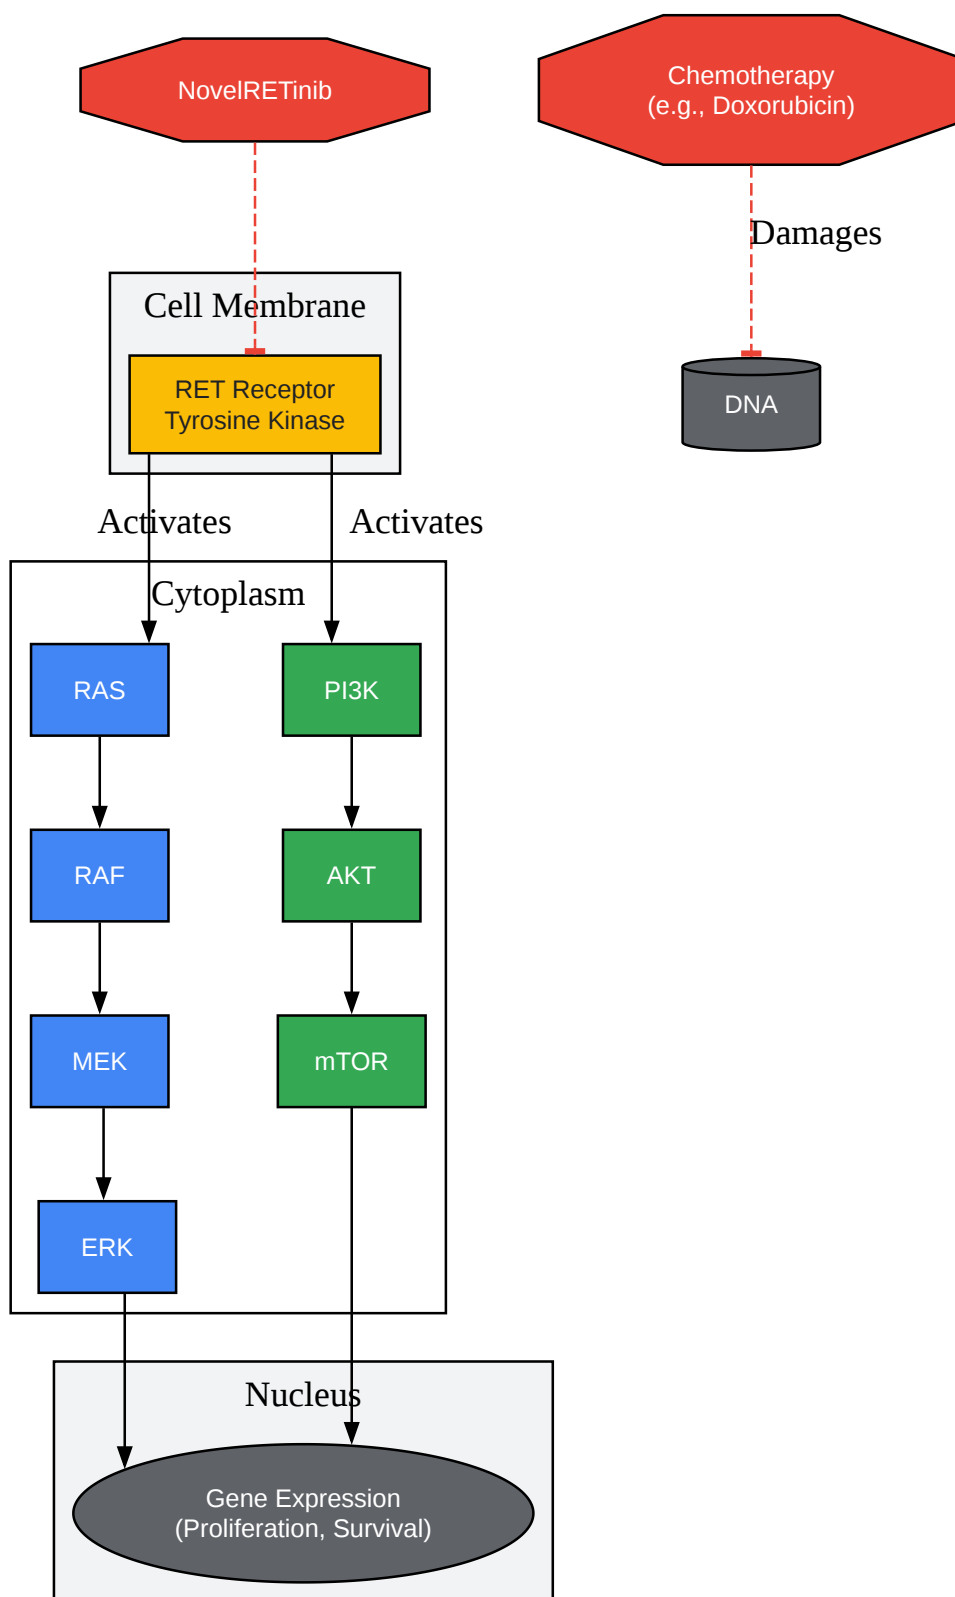 NovelRETinib
Chemotherapy
(e.g., Doxorubicin)
Damages
Cell Membrane
RET Receptor
Tyrosine Kinase
DNA
Activates
Activates
Cytoplasm
RAS
PI3K
RAF
AKT
MEK
mTOR
ERK
Nucleus
Gene Expression
(Proliferation, Survival)